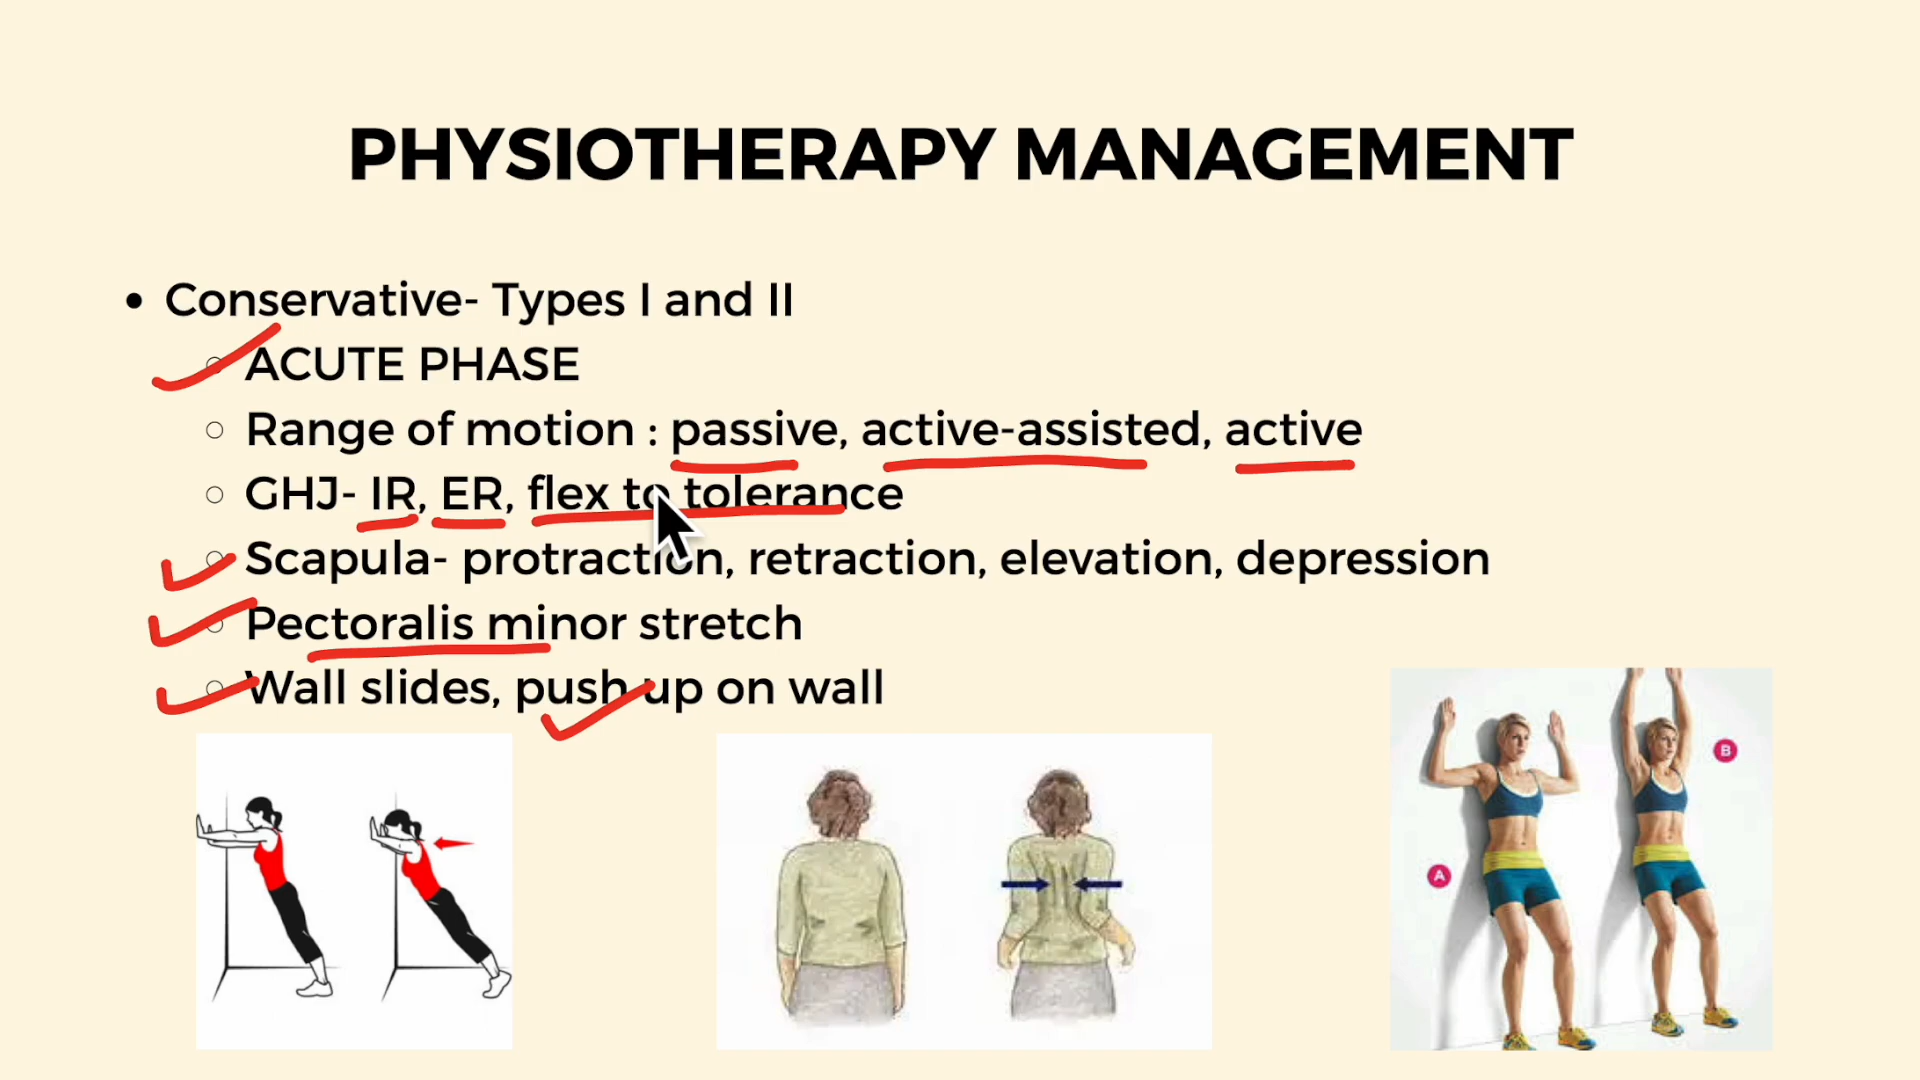 PHYSIOTHERAPY MANAGEMENT
Conservative- Types I and II
ACUTE PHASE
Range of motion : passive, active-assisted, active
GHJ- IR, ER, flex to tolerance
Scapula- protraction, retraction, elevation, depression
Pectoralis minor stretch
Wall slides, push up on wall
B
A